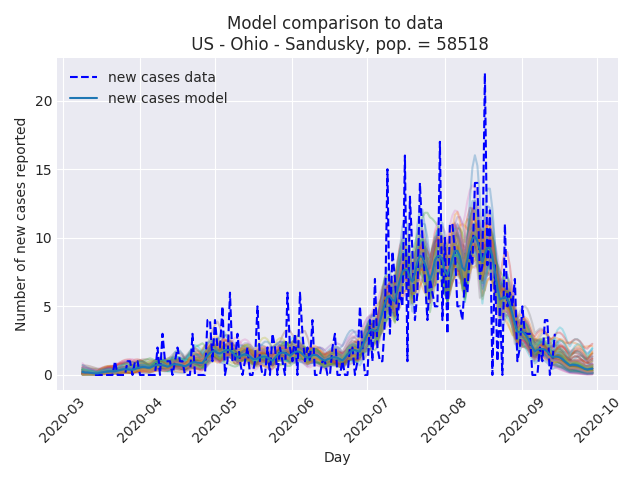 Model comparison to data
US - Ohio - Sandusky, pop. = 58518
new cases data
new cases model
Number of new cases reported
20
15
10
5
0
2020-03
2020-04
2020-05
2020-06
2020-07
2020-08
2020-09
2020-10
Day